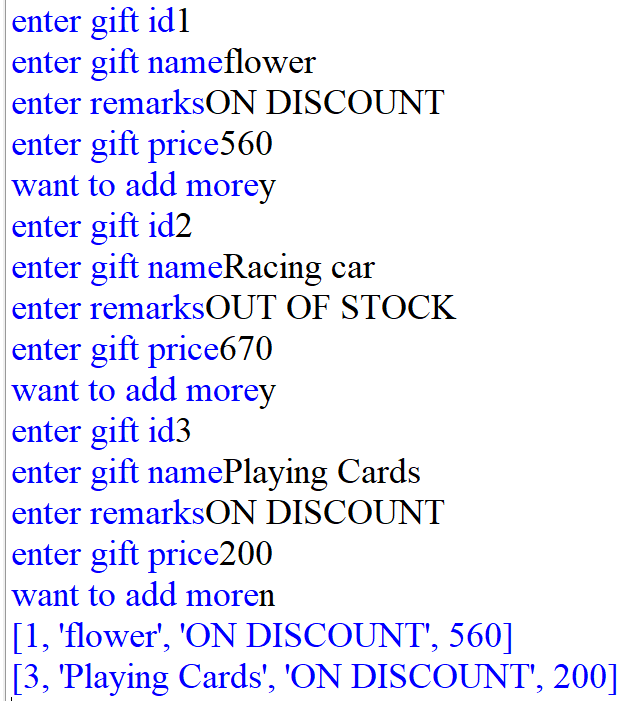 enter gift id1
enter gift nameflower
enter remarksON DISCOUNT
enter gift price560
want to add morey
enter gift id2
enter gift nameRacing car
enter remarksOUT OF STOCK
enter gift price670
want to add morey
enter gift id3
enter gift namePlaying Cards
enter remarksON DISCOUNT
enter gift price200
want to add moren
[1, 'flower', 'ON DISCOUNT', 560]
[3, 'Playing Cards', 'ON DISCOUNT', 200]